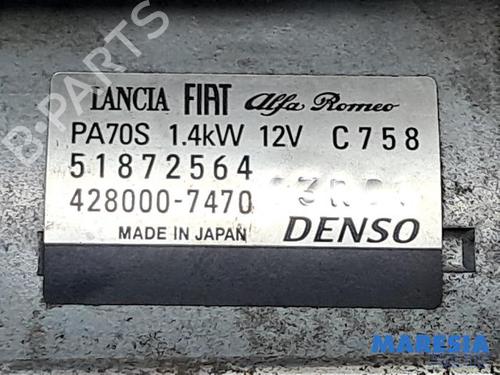 B-PARTS
LANCIA FIAT Alfa Romeo
PA70S 1.4kW 12V C758
51872564
428000-7470
MADE IN JAPAN DENSO
MARESIA